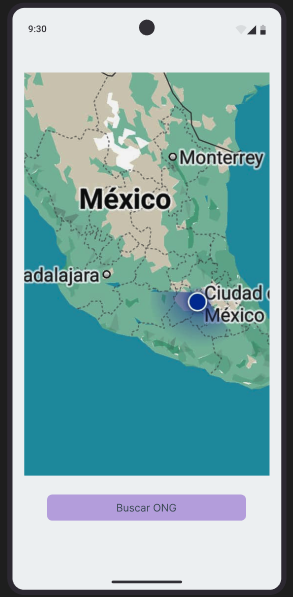 9:30
Monterrey
México
adalajara
Ciudad
México
Buscar ONG